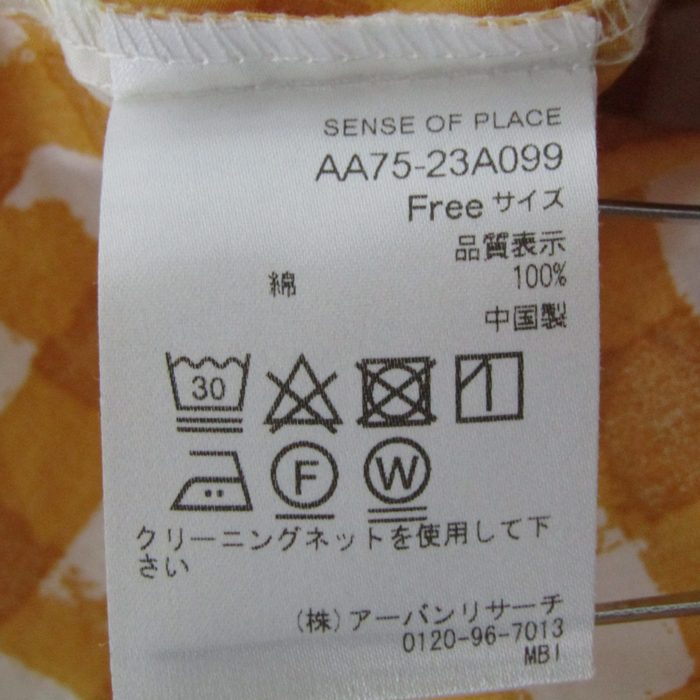 SENSE OF PLACE
AA75-23A099
Free サイズ
品質表示
綿 100%
中国製
30
F W
クリーニングネットを使用して下
さい
(株)アーバンリサーチ
0120-96-7013
MBI